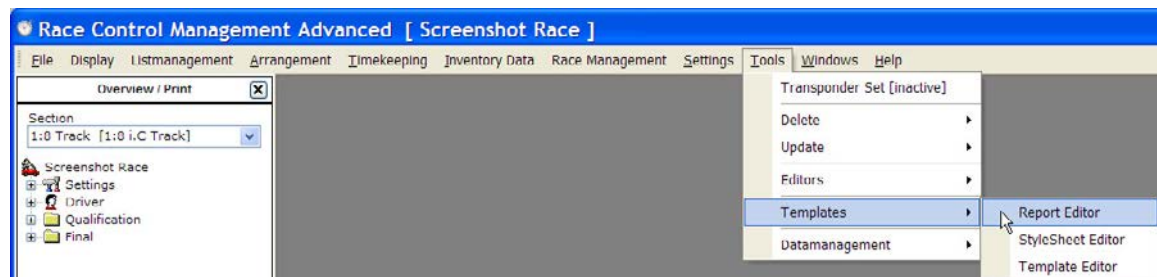 Race Control Management Advanced [ Screenshot Race ]
File Display Listmanagement Arrangement Timekeeping Inventory Data Race Management Settings Tools Windows Help
Overview / Print
Section
1:8 Track [1:8 i.C Track]
Screenshot Race
Settings
Driver
Qualification
Final
Transponder Set [inactive]
Delete
Update
Editors
Templates
Datamanagement
Report Editor
StyleSheet Editor
Template Editor